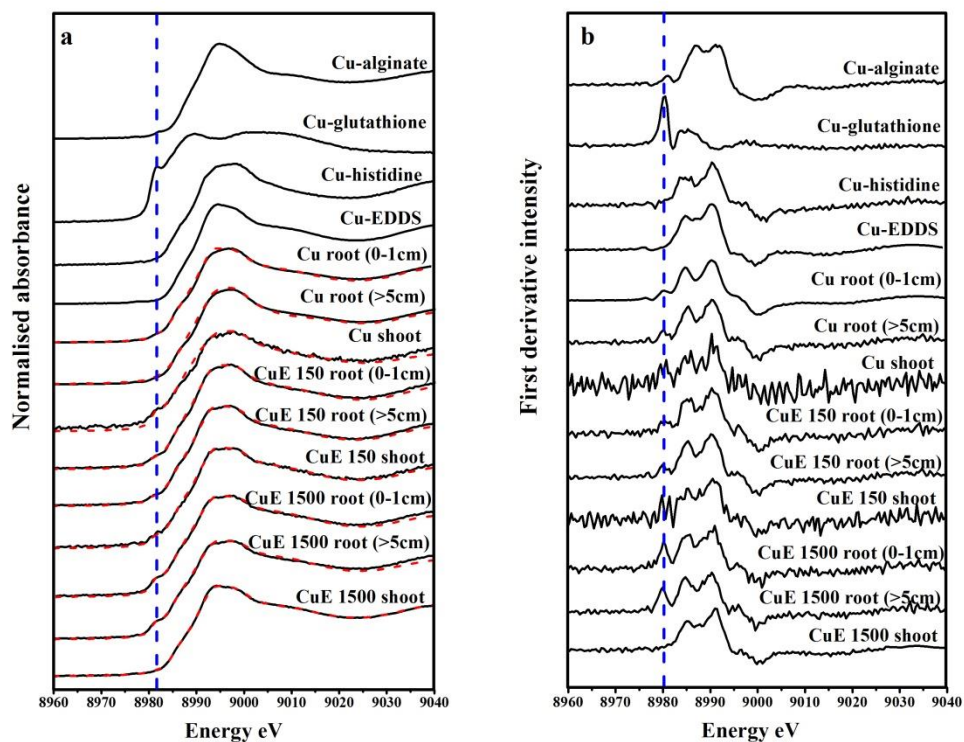 a
Cu-alginate
Cu-glutathione
Cu-histidine
Cu-EDDS
Cu root (0-1cm)
Cu root (>5cm)
Cu shoot
CuE 150 root (0-1cm)
CuE 150 root (>5cm)
CuE 150 shoot
CuE 1500 root (0-1cm)
CuE 1500 root (>5cm)
CuE 1500 shoot
Normalised absorbance
8960 8970 8980 8990 9000 9010 9020 9030 9040
Energy eV
b
Cu-alginate
Cu-glutathione
Cu-histidine
Cu-EDDS
Cu root (0-1cm)
Cu root (>5cm)
Cu shoot
CuE 150 root (0-1cm)
CuE 150 root (>5cm)
CuE 150 shoot
CuE 1500 root (0-1cm)
CuE 1500 root (>5cm)
CuE 1500 shoot
First derivative intensity
8960 8970 8980 8990 9000 9010 9020 9030 9040
Energy eV